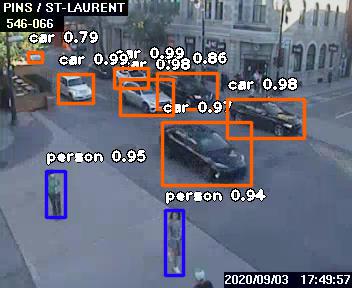 PINS / ST-LAURENT
546-066
car 0.79
car 0.99
car 0.99
car 0.98
0.86
car 0.98
car 0.97
person 0.95
person 0.94
2020/09/03 17:49:57